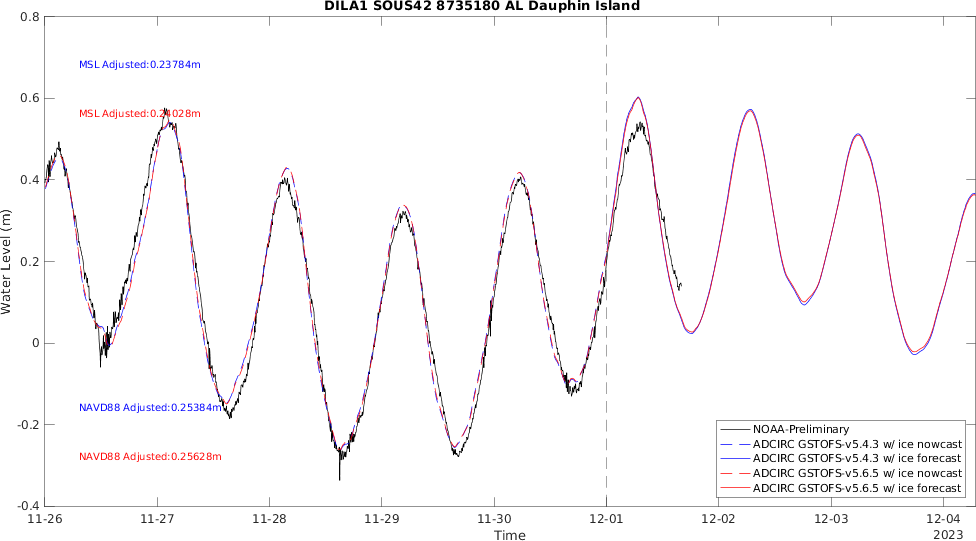 DILA1 SOUS42 8735180 AL Dauphin Island
0.8
MSL Adjusted:0.23784m
0.6
MSL Adjusted:0.24028m
0.4
Water Level (m)
0.2
0
NAVD88 Adjusted:0.25384m
-0.2
NAVD88 Adjusted:0.25628m
NOAA-Preliminary
ADCIRC GSTOFS-v5.4.3 w/ ice nowcast
ADCIRC GSTOFS-v5.4.3 w/ ice forecast
ADCIRC GSTOFS-v5.6.5 w/ ice nowcast
ADCIRC GSTOFS-v5.6.5 w/ ice forecast
-0.4
11-26 11-27 11-28 11-29 11-30 12-01 12-02 12-03 12-04
Time
2023